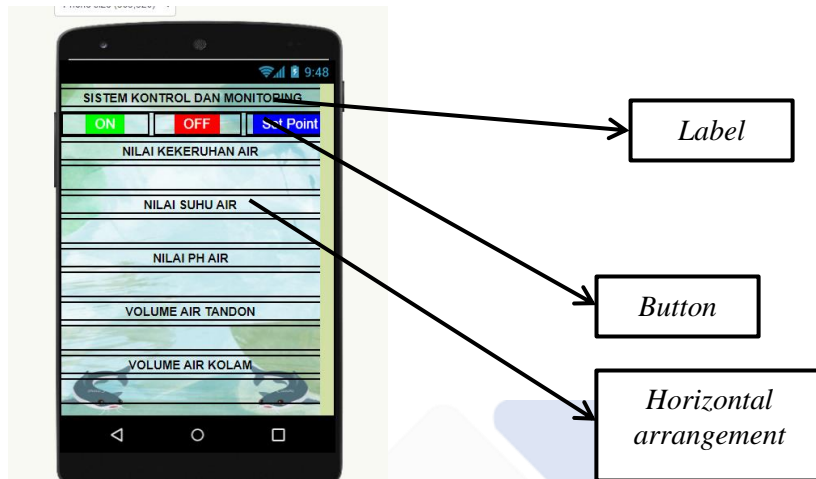 9:48
SISTEM KONTROL DAN MONITORING
ON OFF Set Point
NILAI KEKERUHAN AIR
NILAI SUHU AIR
NILAI PH AIR
VOLUME AIR TANDON
VOLUME AIR KOLAM
Label
Button
Horizontal
arrangement